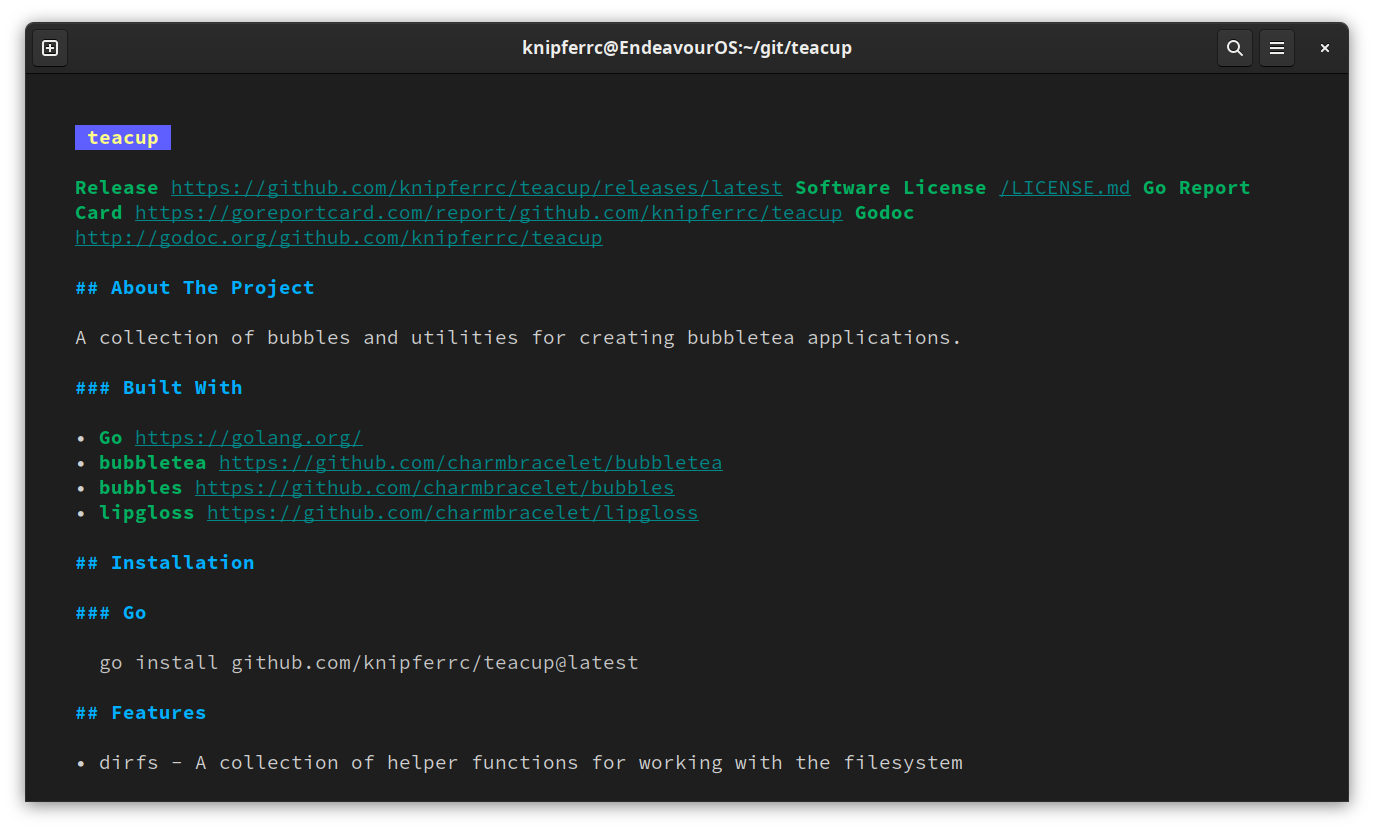 knipferrc@EndeavourOS:~/git/teacup
teacup
Release https://github.com/knipferrc/teacup/releases/latest Software License /LICENSE.md Go Report
Card https://goreportcard.com/report/github.com/knipferrc/teacup Godoc
http://godoc.org/github.com/knipferrc/teacup
## About The Project
A collection of bubbles and utilities for creating bubbletea applications.
### Built With
• Go https://golang.org/
• bubbletea https://github.com/charmbracelet/bubbletea
• bubbles https://github.com/charmbracelet/bubbles
• lipgloss https://github.com/charmbracelet/lipgloss
## Installation
### Go
go install github.com/knipferrc/teacup@latest
## Features
• dirfs – A collection of helper functions for working with the filesystem